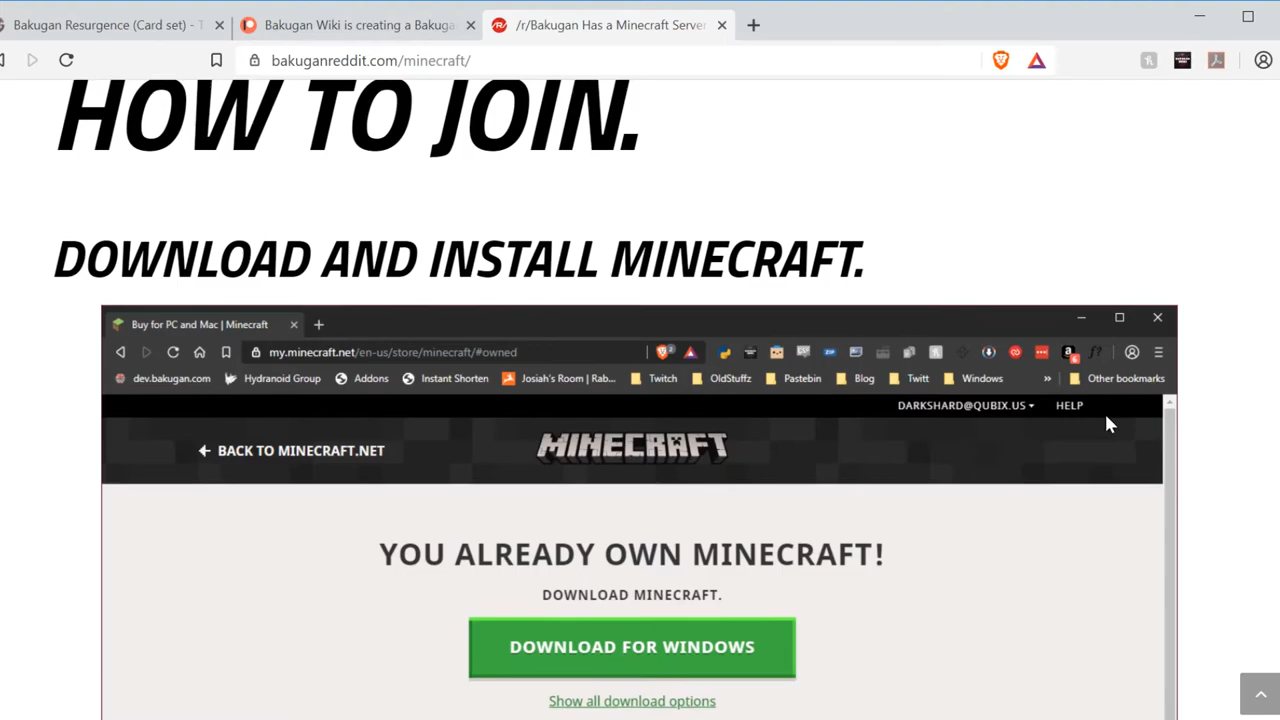 Bakugan Resurgence (Card set) - T
Bakugan Wiki is creating a Bakuga
/r/Bakugan Has a Minecraft Server
bakuganreddit.com/minecraft/
HOW TO JOIN.
DOWNLOAD AND INSTALL MINECRAFT.
Buy for PC and Mac | Minecraft
my.minecraft.net/en-us/store/minecraft/#owned
dev.bakugan.com Hydranoid Group Addons Instant Shorten Josiah's Room | Rab... Twitch OldStuffz Pastebin Blog Twitt Windows » Other bookmarks
DARKSHARD@QUBIX.US HELP
BACK TO MINECRAFT.NET
MINECRAFT
YOU ALREADY OWN MINECRAFT!
DOWNLOAD MINECRAFT.
DOWNLOAD FOR WINDOWS
Show all download options